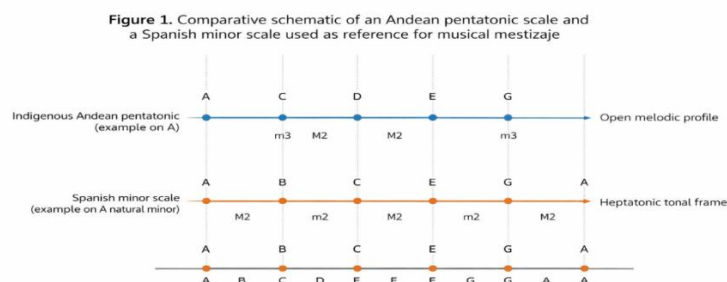 Figure 1. Comparative schematic of an Andean pentatonic scale and
a Spanish minor scale used as reference for musical mestizaje
A C D E G
Indigenous Andean pentatonic
(example on A)
Open melodic profile
m3 M2 M2 m3
A B C E G A
Spanish minor scale
(example on A natural minor)
Heptatonic tonal frame
M2 m2 M2 m2 M2
A B C E G A
A B C D E E G G A A